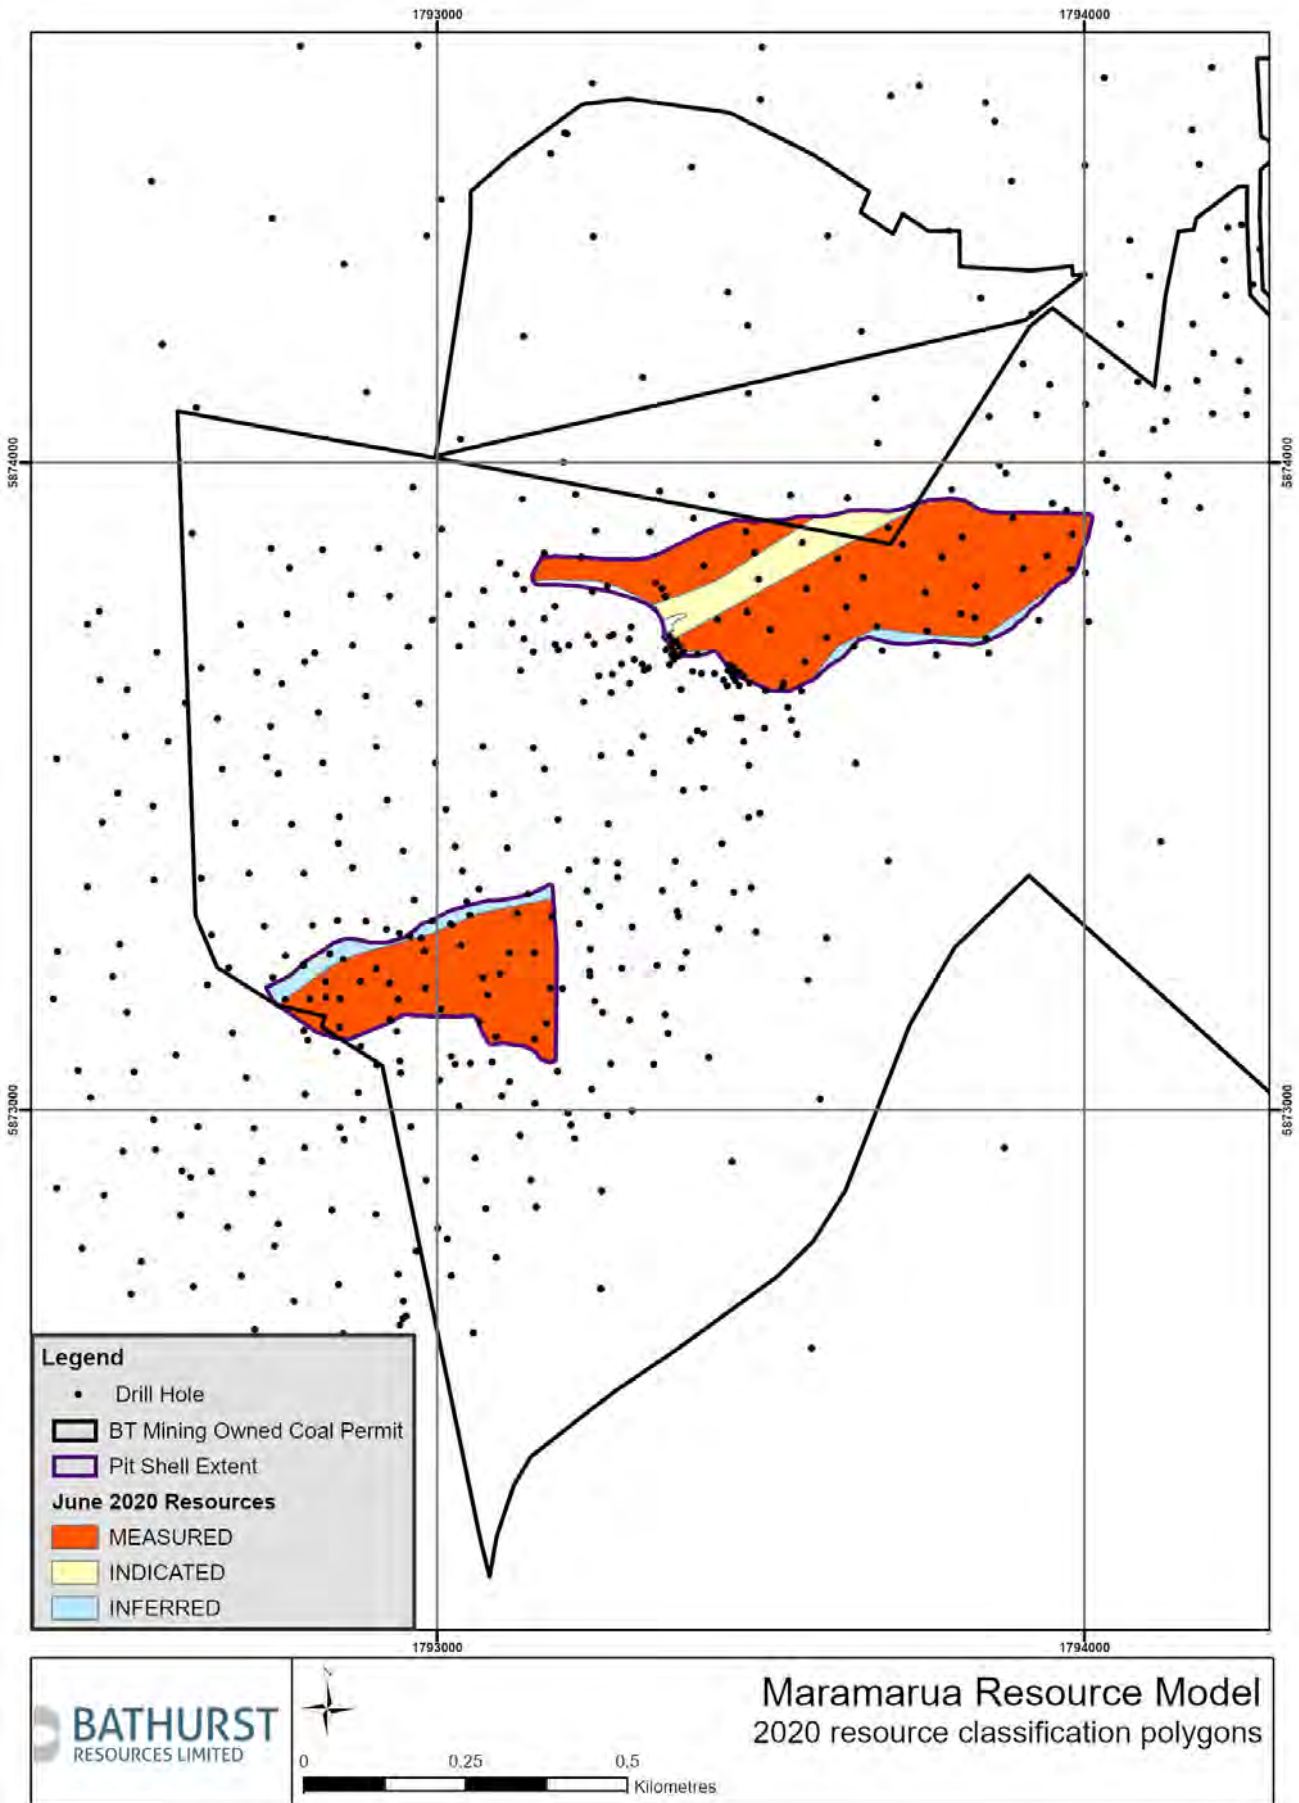 1793000
1794000
5874000
5874000
5873000
5873000
Legend
Drill Hole
BT Mining Owned Coal Permit
Pit Shell Extent
June 2020 Resources
MEASURED
INDICATED
INFERRED
1793000
1794000
BATHURST
RESOURCES LIMITED
0 0.25 0.5
Kilometres
Maramarua Resource Model
2020 resource classification polygons